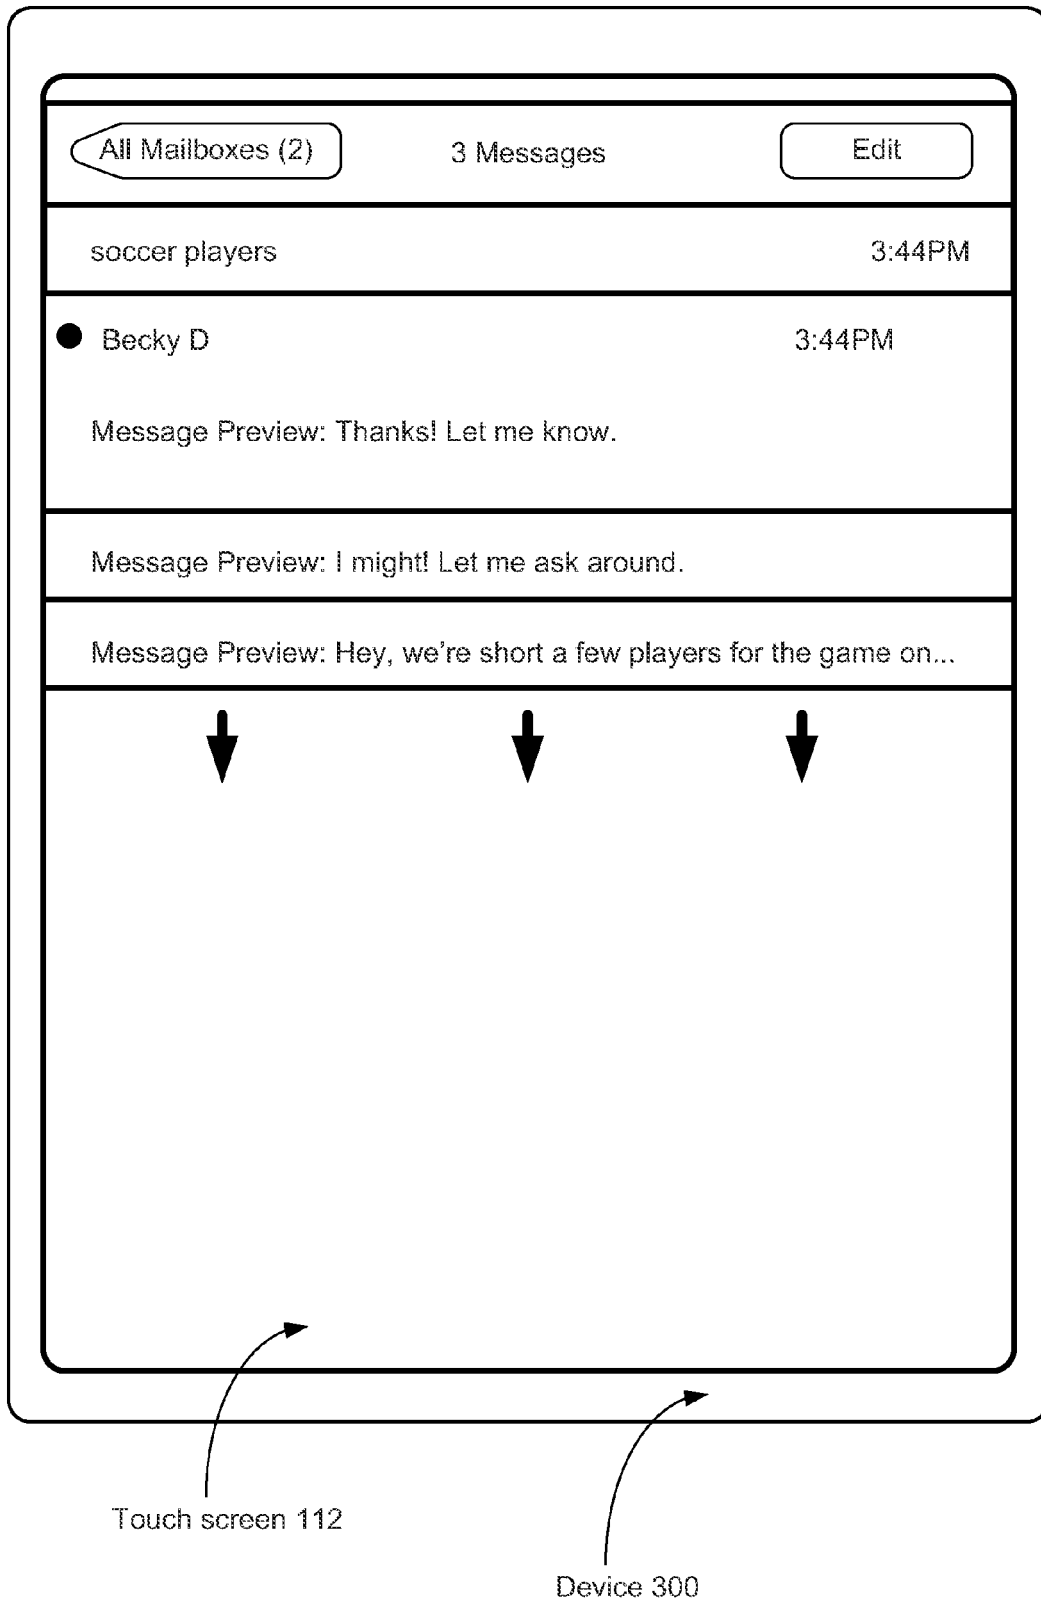 All Mailboxes (2) 3 Messages Edit
soccer players 3:44PM
Becky D 3:44PM
Message Preview: Thanks! Let me know.
Message Preview: I might! Let me ask around.
Message Preview: Hey, we're short a few players for the game on...
Touch screen 112
Device 300